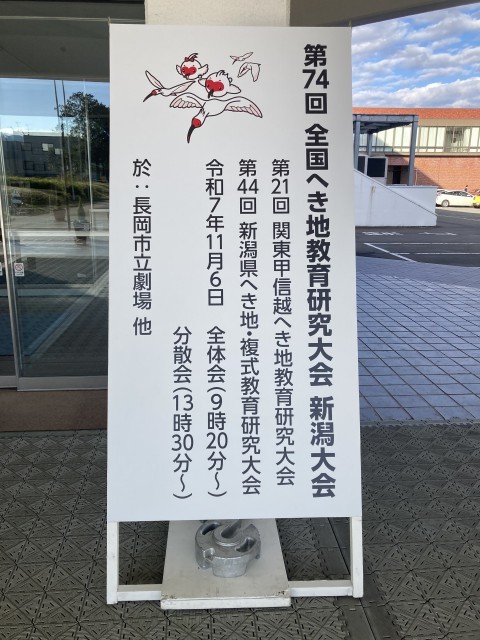 第74回 全国へき地教育研究大会 新潟大会
第21回 関東甲信越へき地教育研究大会
第44回 新潟県へき地・複式教育研究大会
令和7年11月6日 全体会(9時20分~)
分散会(13時30分~)
於:長岡市立劇場 他